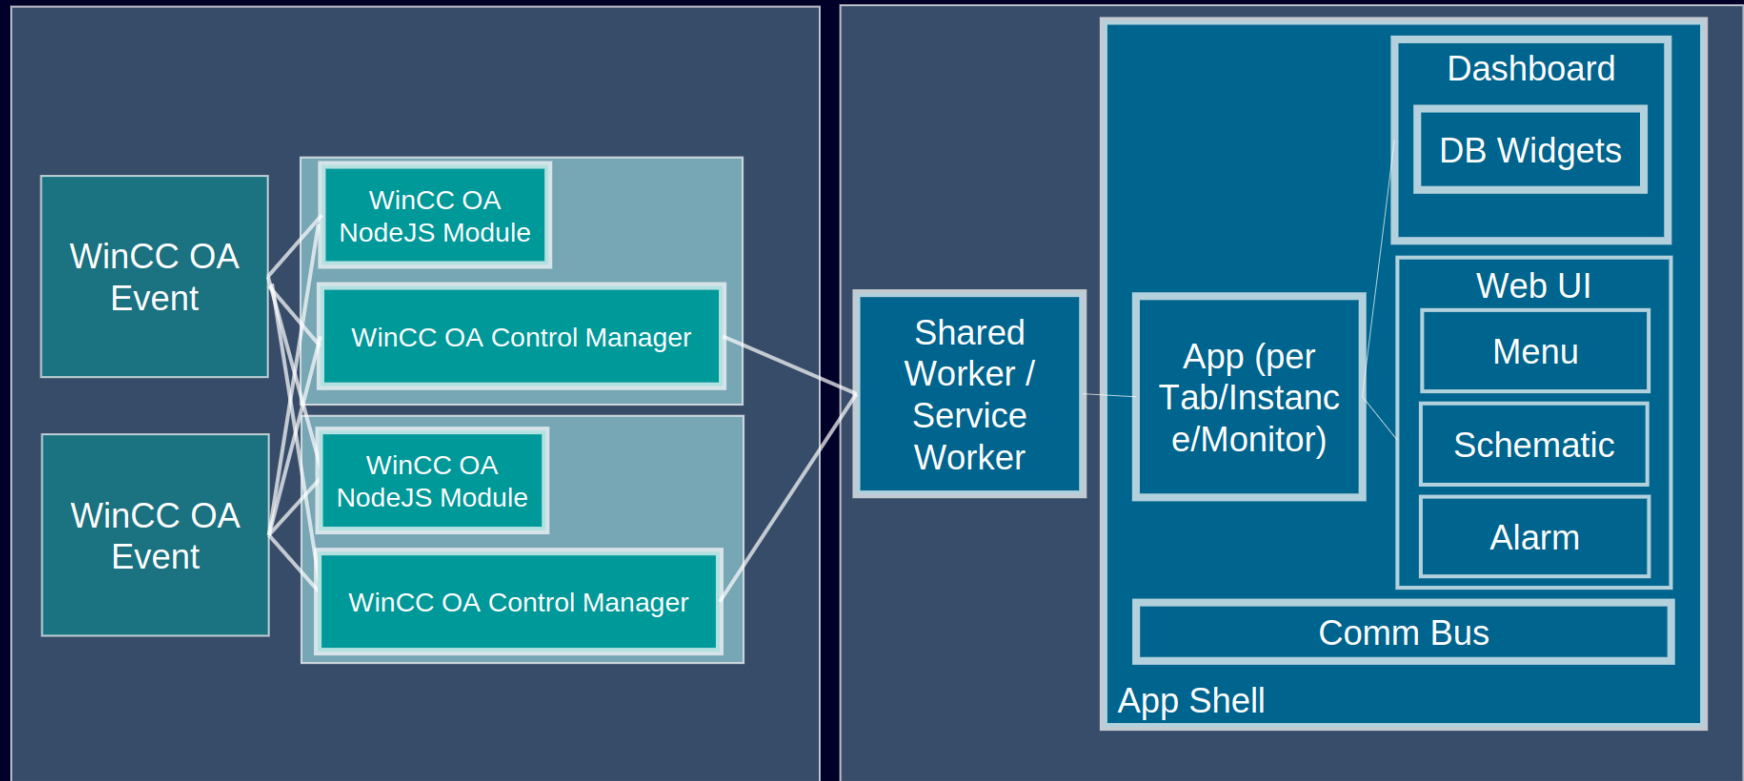 WinCC OA
Event
WinCC OA
Event
WinCC OA
NodeJS Module
WinCC OA Control Manager
WinCC OA
NodeJS Module
WinCC OA Control Manager
Shared
Worker /
Service
Worker
App (per
Tab/Instanc
e/Monitor)
Dashboard
DB Widgets
Web UI
Menu
Schematic
Alarm
Comm Bus
App Shell